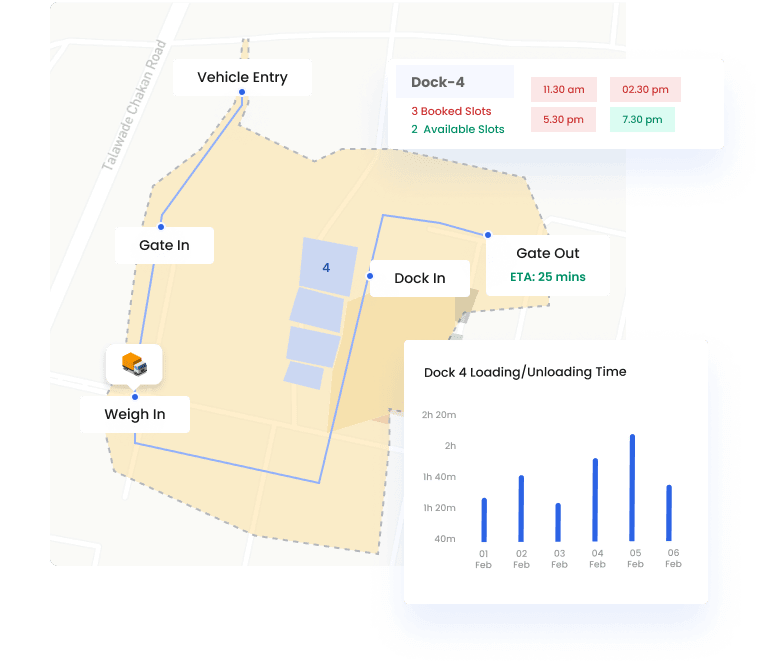 Talawade Chakan Road
Vehicle Entry
Dock-4
3 Booked Slots
2 Available Slots
11.30 am
02.30 pm
5.30 pm
7.30 pm
Gate In
4
Dock In
Gate Out
ETA: 25 mins
Weigh In
Dock 4 Loading/Unloading Time
2h 20m
2h
1h 40m
1h 20m
40m
01 02 03 04 05 06
Feb Feb Feb Feb Feb Feb